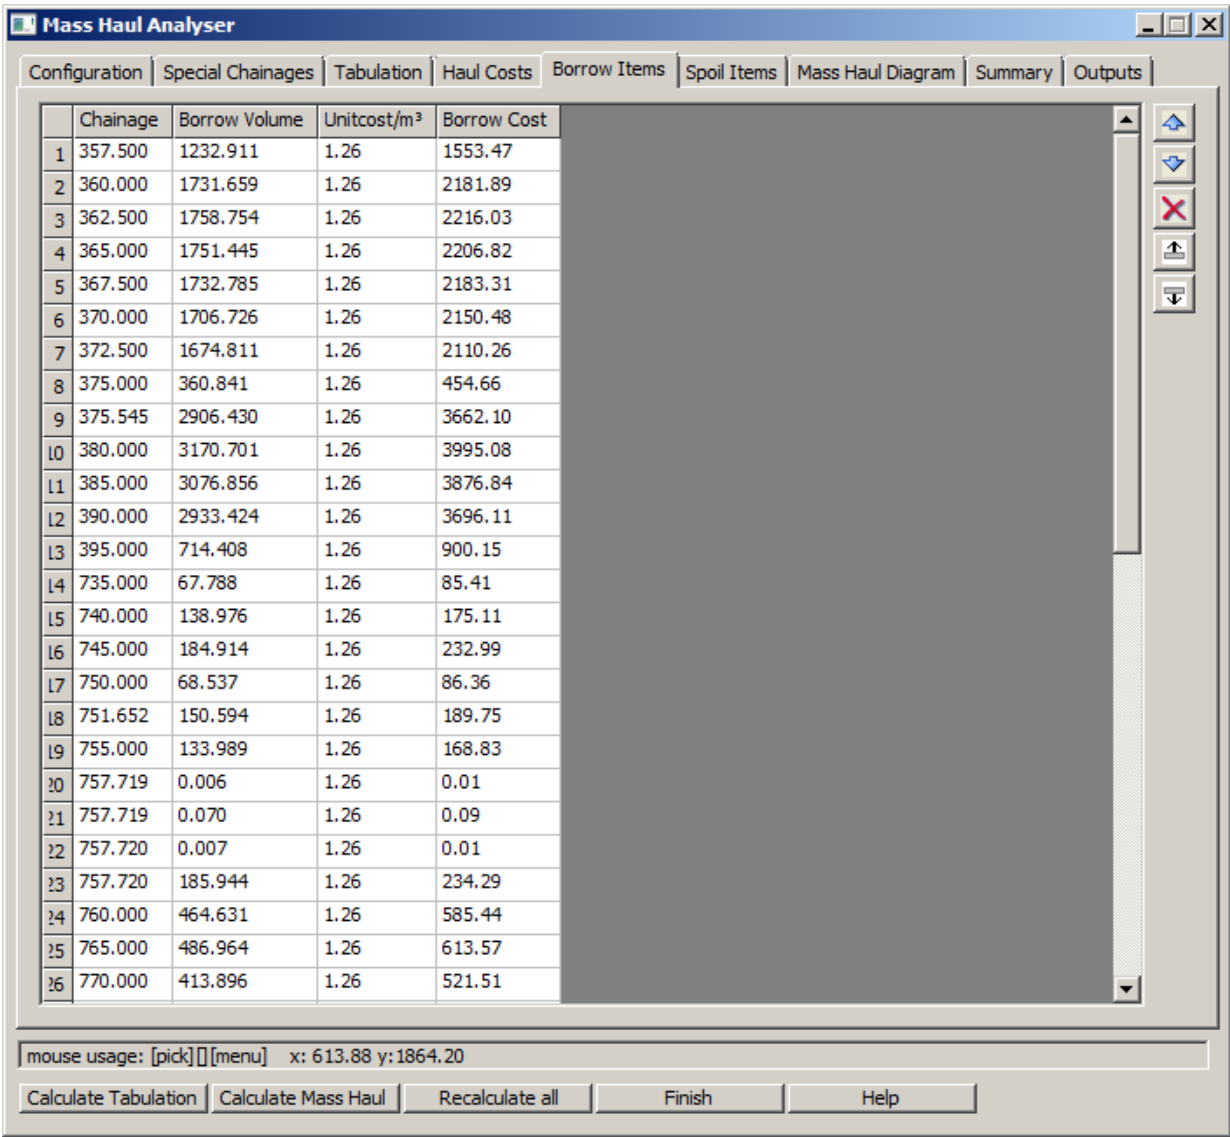 Mass Haul Analyser
Configuration Special Chainages Tabulation Haul Costs Borrow Items Spoil Items Mass Haul Diagram Summary Outputs
Chainage Borrow Volume Unitcost/m³ Borrow Cost
1 357.500 1232.911 1.26 1553.47
2 360.000 1731.659 1.26 2181.89
3 362.500 1758.754 1.26 2216.03
4 365.000 1751.445 1.26 2206.82
5 367.500 1732.785 1.26 2183.31
6 370.000 1706.726 1.26 2150.48
7 372.500 1674.811 1.26 2110.26
8 375.000 360.841 1.26 454.66
9 375.545 2906.430 1.26 3662.10
10 380.000 3170.701 1.26 3995.08
11 385.000 3076.856 1.26 3876.84
12 390.000 2933.424 1.26 3696.11
13 395.000 714.408 1.26 900.15
14 735.000 67.788 1.26 85.41
15 740.000 138.976 1.26 175.11
16 745.000 184.914 1.26 232.99
17 750.000 68.537 1.26 86.36
18 751.652 150.594 1.26 189.75
19 755.000 133.989 1.26 168.83
20 757.719 0.006 1.26 0.01
21 757.719 0.070 1.26 0.09
22 757.720 0.007 1.26 0.01
23 757.720 185.944 1.26 234.29
24 760.000 464.631 1.26 585.44
25 765.000 486.964 1.26 613.57
26 770.000 413.896 1.26 521.51
mouse usage: [pick][][menu] x: 613.88 y:1864.20
Calculate Tabulation Calculate Mass Haul Recalculate all Finish Help